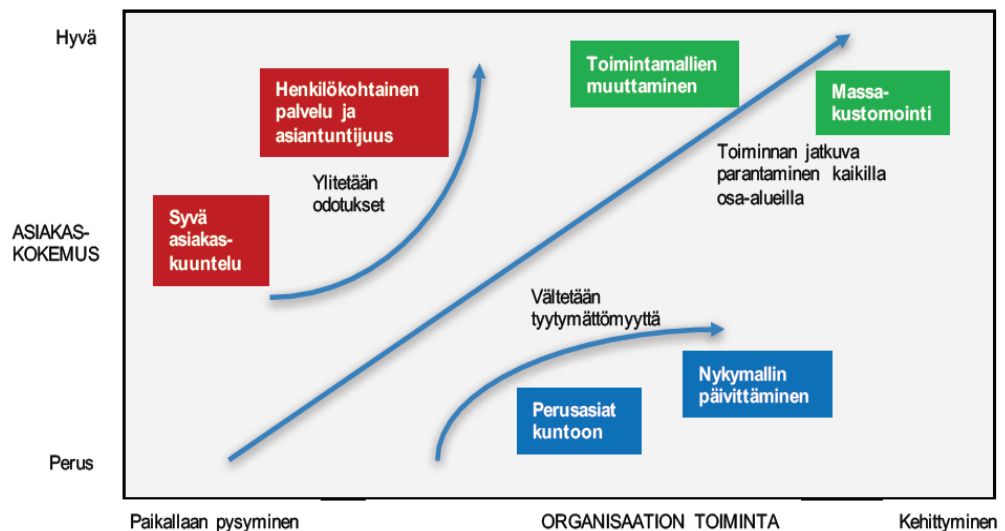 Hyvä
Henkilökohtainen
palvelu ja
asiantuntijuus
Toimintamallien
muuttaminen
Massa-
kustomointi
Toiminnan jatkuva
parantaminen kaikilla
osa-alueilla
Ylitetään
odotukset
Syvä
asiakas-
kuuntelu
ASIAKAS-
KOKEMUS
Vältetään
tyytymättömyyttä
Nykymallin
päivittäminen
Perusasiat
kuntoon
Perus
Paikallaan pysyminen
ORGANISAATION TOIMINTA
Kehittyminen